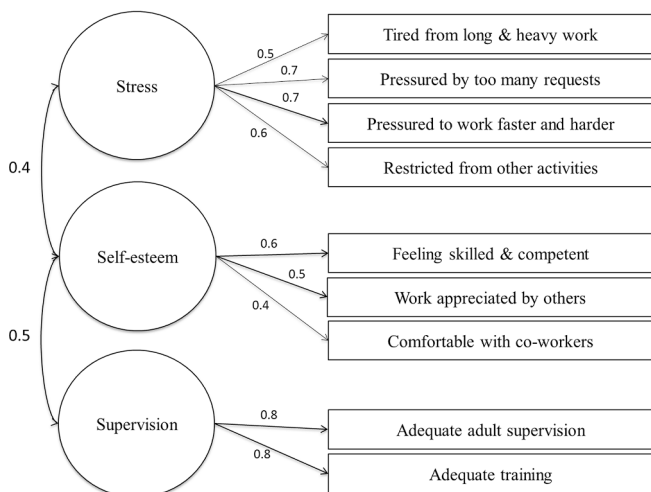 Tired from long & heavy work
0.5
Stress
0.7
Pressured by too many requests
0.7
Pressured to work faster and harder
0.6
Restricted from other activities
0.4
Self-esteem
0.6
Feeling skilled & competent
0.5
Work appreciated by others
0.4
Comfortable with co-workers
0.5
Supervision
0.8
Adequate adult supervision
0.8
Adequate training